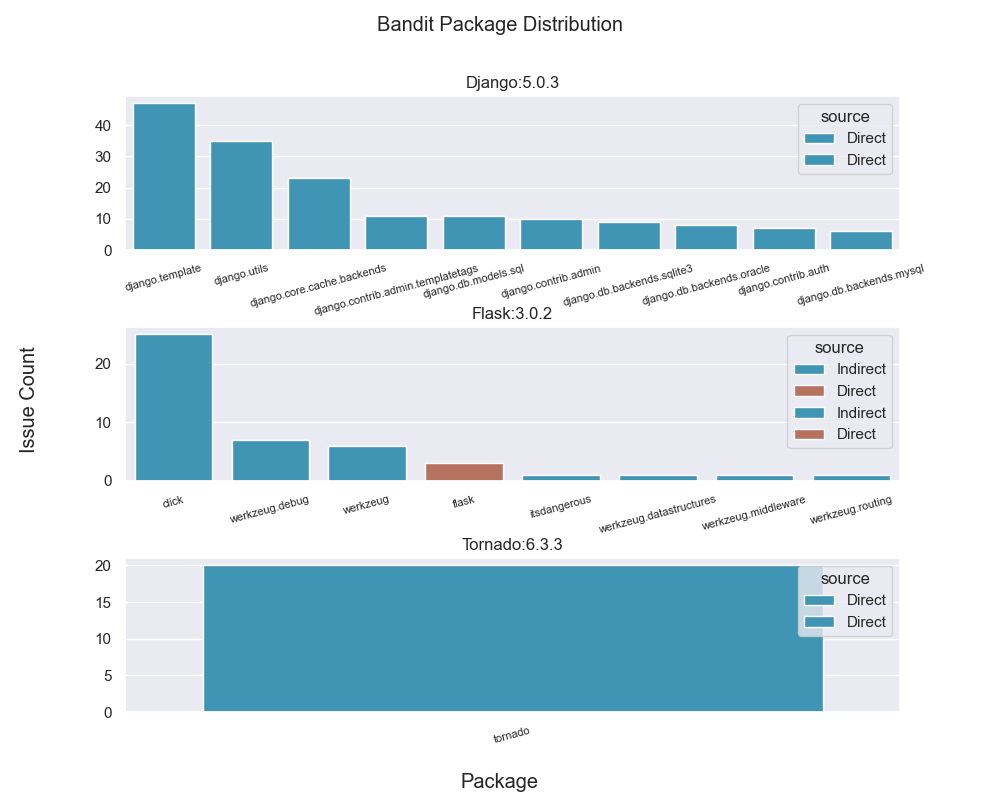 Bandit Package Distribution
Django:5.0.3
40
30
20
10
0
source
Direct
Direct
django.template
django.utils
django.core.cache.backends
django.contrib.admin.templatetags
django.db.models.sql
django.contrib.admin
django.db.backends.sqlite3
django.db.backends.oracle
django.contrib.auth
django.db.backends.mysql
Flask:3.0.2
20
10
0
source
Indirect
Direct
Indirect
Direct
click
werkzeug.debug
werkzeug
flask
itsdangerous
werkzeug.datastructures
werkzeug.middleware
werkzeug.routing
Issue Count
Tornado:6.3.3
20
15
10
5
0
source
Direct
Direct
tornado
Package